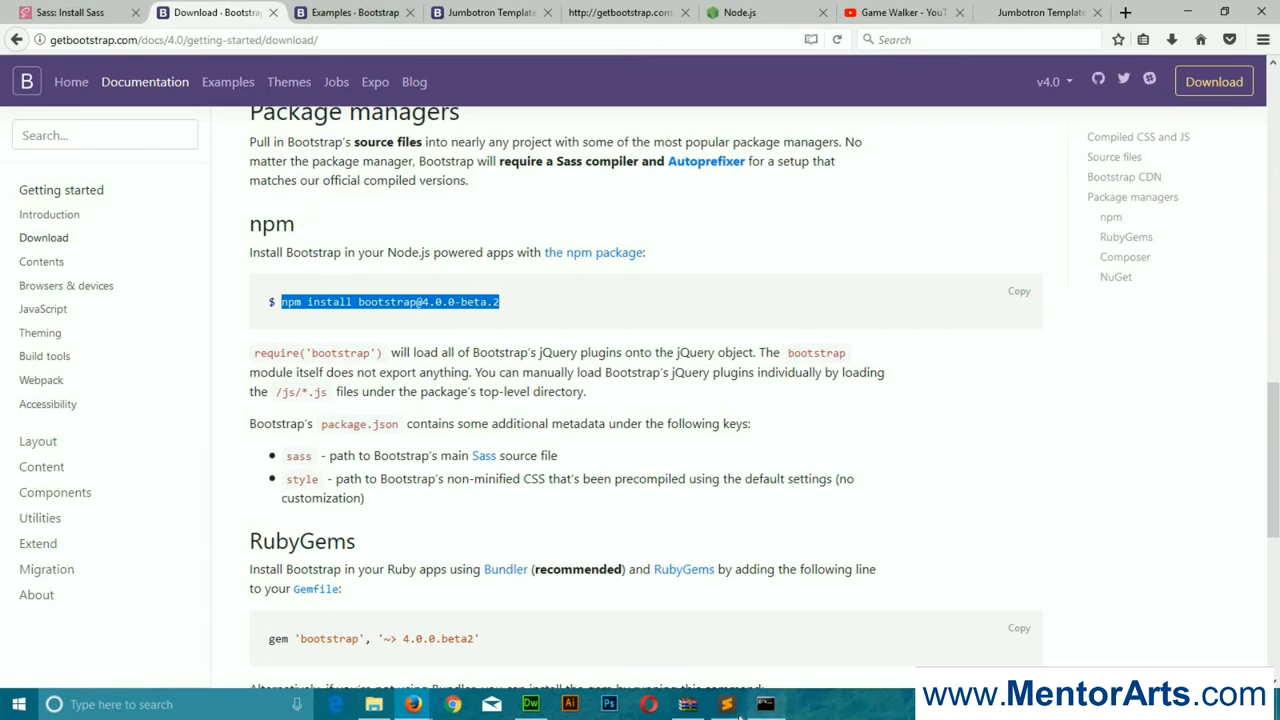 Sass: Install Sass
Download · Bootstrap
Examples · Bootstrap
Jumbotron Template
http://getbootstrap.com
Node.js
Game Walker - YouT
Jumbotron Template
getbootstrap.com/docs/4.0/getting-started/download/
Search
B Home Documentation Examples Themes Jobs Expo Blog v4.0 Download
Search...
Getting started
Introduction
Download
Contents
Browsers & devices
JavaScript
Theming
Build tools
Webpack
Accessibility
Layout
Content
Components
Utilities
Extend
Migration
About
Package managers
Pull in Bootstrap's source files into nearly any project with some of the most popular package managers. No
matter the package manager, Bootstrap will require a Sass compiler and Autoprefixer for a setup that
matches our official compiled versions.
npm
Install Bootstrap in your Node.js powered apps with the npm package:
Copy
$ npm install bootstrap@4.0.0-beta.2
require('bootstrap') will load all of Bootstrap's jQuery plugins onto the jQuery object. The bootstrap
module itself does not export anything. You can manually load Bootstrap's jQuery plugins individually by loading
the /js/*.js files under the package's top-level directory.
Bootstrap's package.json contains some additional metadata under the following keys:
sass - path to Bootstrap's main Sass source file
style - path to Bootstrap's non-minified CSS that's been precompiled using the default settings (no
customization)
RubyGems
Install Bootstrap in your Ruby apps using Bundler (recommended) and RubyGems by adding the following line
to your Gemfile:
Copy
gem 'bootstrap', '~> 4.0.0.beta2'
Compiled CSS and JS
Source files
Bootstrap CDN
Package managers
npm
RubyGems
Composer
NuGet
Type here to search
Dw
Ai
Ps
www.MentorArts.com